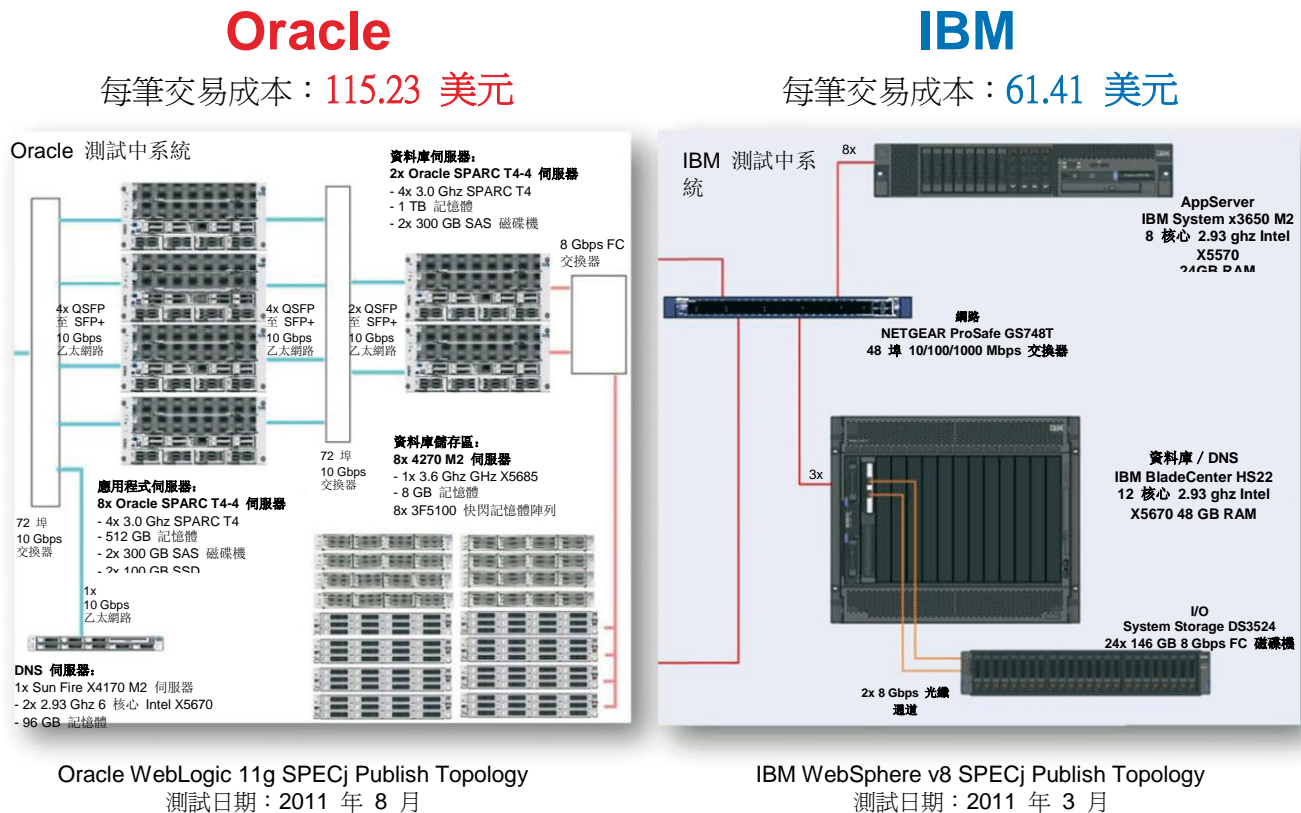 Oracle
每筆交易成本：115.23 美元
Oracle 測試中系統
資料庫伺服器:
2x Oracle SPARC T4-4 伺服器
- 4x 3.0 Ghz SPARC T4
- 1 TB 記憶體
- 2x 300 GB SAS 磁碟機
8 Gbps FC
交換器
4x QSFP
至 SFP+
10 Gbps
乙太網路
4x QSFP
至 SFP+
10 Gbps
乙太網路
2x QSFP
至 SFP+
10 Gbps
乙太網路
72 埠
10 Gbps
交換器
資料庫儲存區:
8x 4270 M2 伺服器
- 1x 3.6 Ghz GHz X5685
- 8 GB 記憶體
8x 3F5100 快閃記憶體陣列
應用程式伺服器:
8x Oracle SPARC T4-4 伺服器
- 4x 3.0 Ghz SPARC T4
- 512 GB 記憶體
- 2x 300 GB SAS 磁碟機
- 2x 100 GB SSD
72 埠
10 Gbps
交換器
1x
10 Gbps
乙太網路
DNS 伺服器:
1x Sun Fire X4170 M2 伺服器
- 2x 2.93 Ghz 6 核心 Intel X5670
- 96 GB 記憶體
Oracle WebLogic 11g SPECj Publish Topology
測試日期：2011 年 8 月
IBM
每筆交易成本：61.41 美元
IBM 測試中系
統
8x
AppServer
IBM System x3650 M2
8 核心 2.93 ghz Intel
X5570
24GB RAM
網路
NETGEAR ProSafe GS748T
48 埠 10/100/1000 Mbps 交換器
3x
資料庫 / DNS
IBM BladeCenter HS22
12 核心 2.93 ghz Intel
X5670 48 GB RAM
I/O
System Storage DS3524
24x 146 GB 8 Gbps FC 磁碟機
2x 8 Gbps 光纖
通道
IBM WebSphere v8 SPECj Publish Topology
測試日期：2011 年 3 月